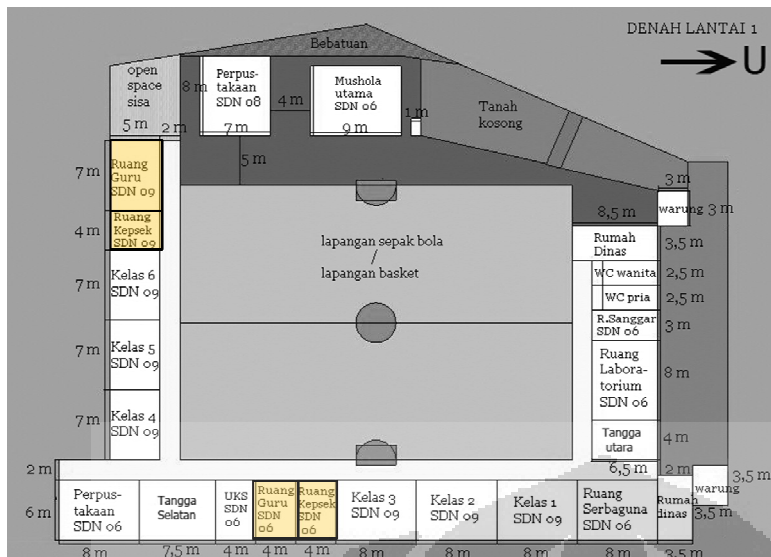 DENAH LANTAI 1
U
Bebatuan
open
space
sisa
8 m
Perpus-
takaan
SDN 08
4 m
Mushola
utama
SDN 06
1 m
Tanah
kosong
5 m
2 m
7 m
9 m
5 m
7 m
Ruang
Guru
SDN 09
4 m
Ruang
Kepsek
SDN 09
7 m
Kelas 6
SDN 09
7 m
Kelas 5
SDN 09
7 m
Kelas 4
SDN 09
lapangan sepak bola
/
lapangan basket
3 m
8,5 m
warung
3 m
Rumah
Dinas
3,5 m
WC wanita
2,5 m
WC pria
2,5 m
R.Sanggar
SDN 06
3 m
Ruang
Labora-
torium
SDN 06
8 m
Tangga
utara
4 m
6,5 m
2 m
warung
3,5 m
3,5 m
2 m
6 m
Perpus-
takaan
SDN 06
Tangga
Selatan
UKS
SDN
06
Ruang
Guru
SDN
06
Ruang
Kepsek
SDN
06
Kelas 3
SDN 09
Kelas 2
SDN 09
Kelas 1
SDN 09
Ruang
Serbaguna
SDN 06
Rumah
dinas
8 m
7,5 m
4 m
4 m
4 m
8 m
8 m
8 m
8 m
3,5 m